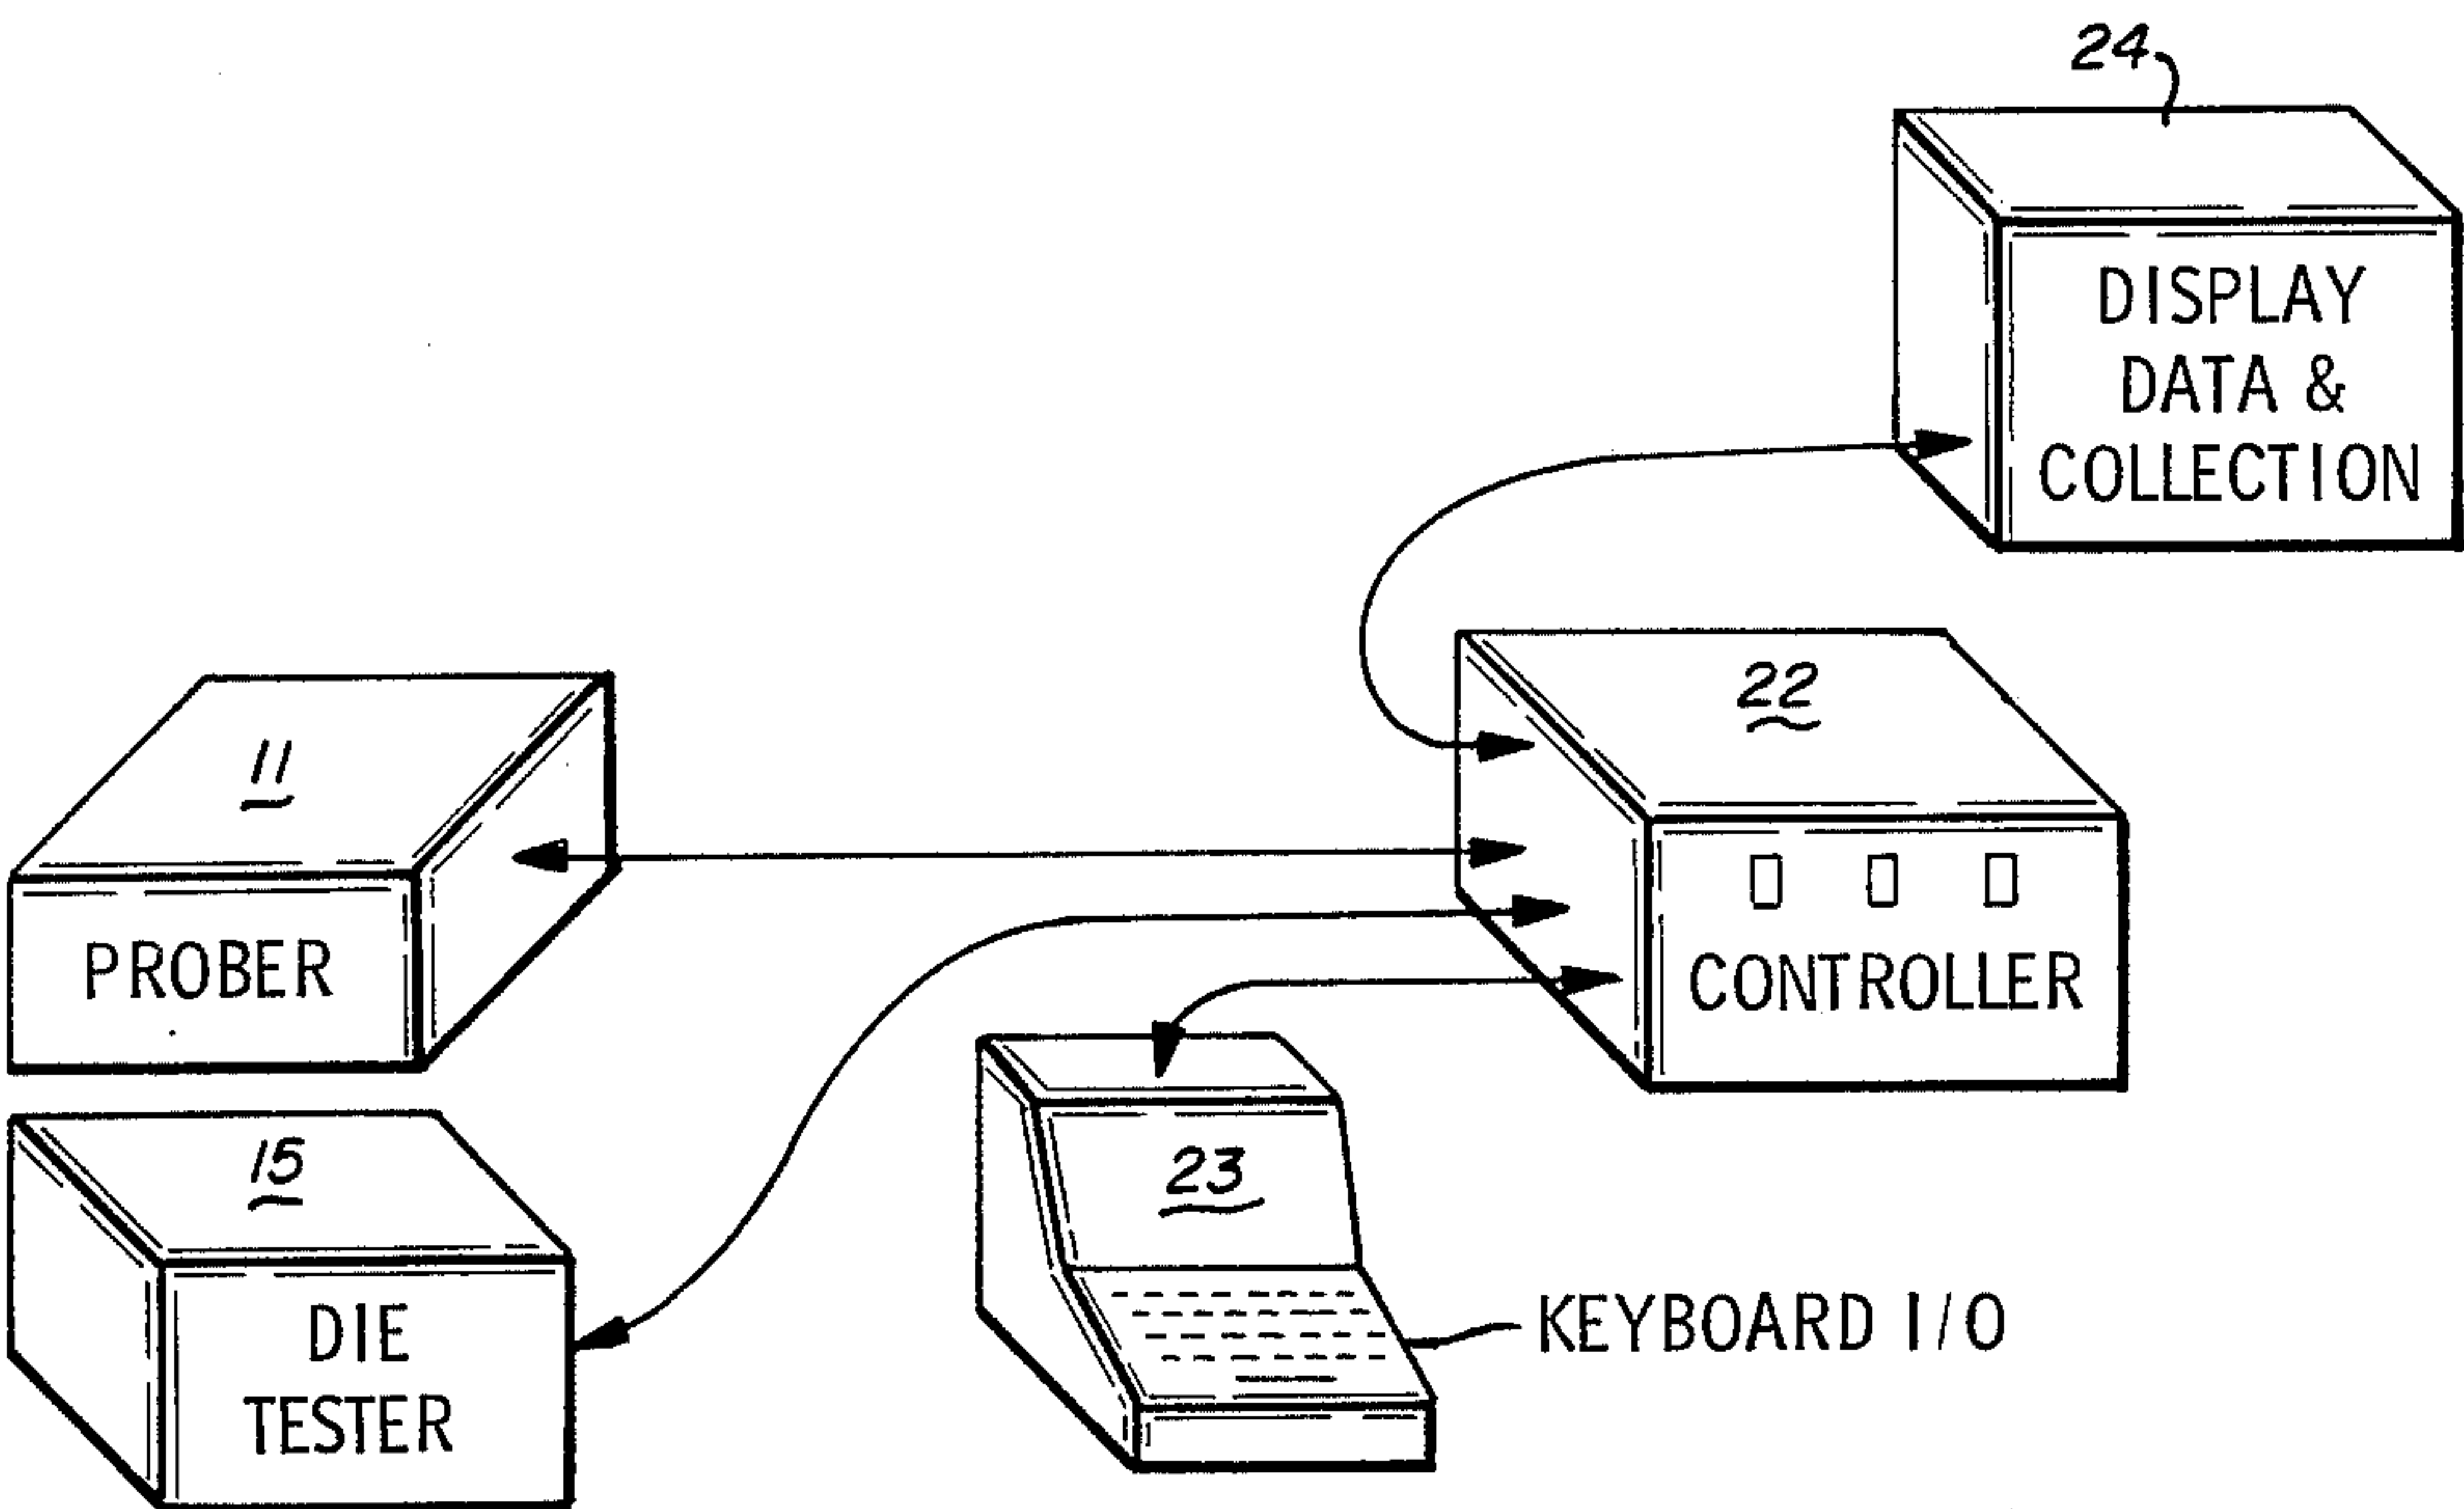 24
DISPLAY
DATA &
COLLECTION
22
CONTROLLER
11
PROBER
15
DIE
TESTER
23
KEYBOARD I/O